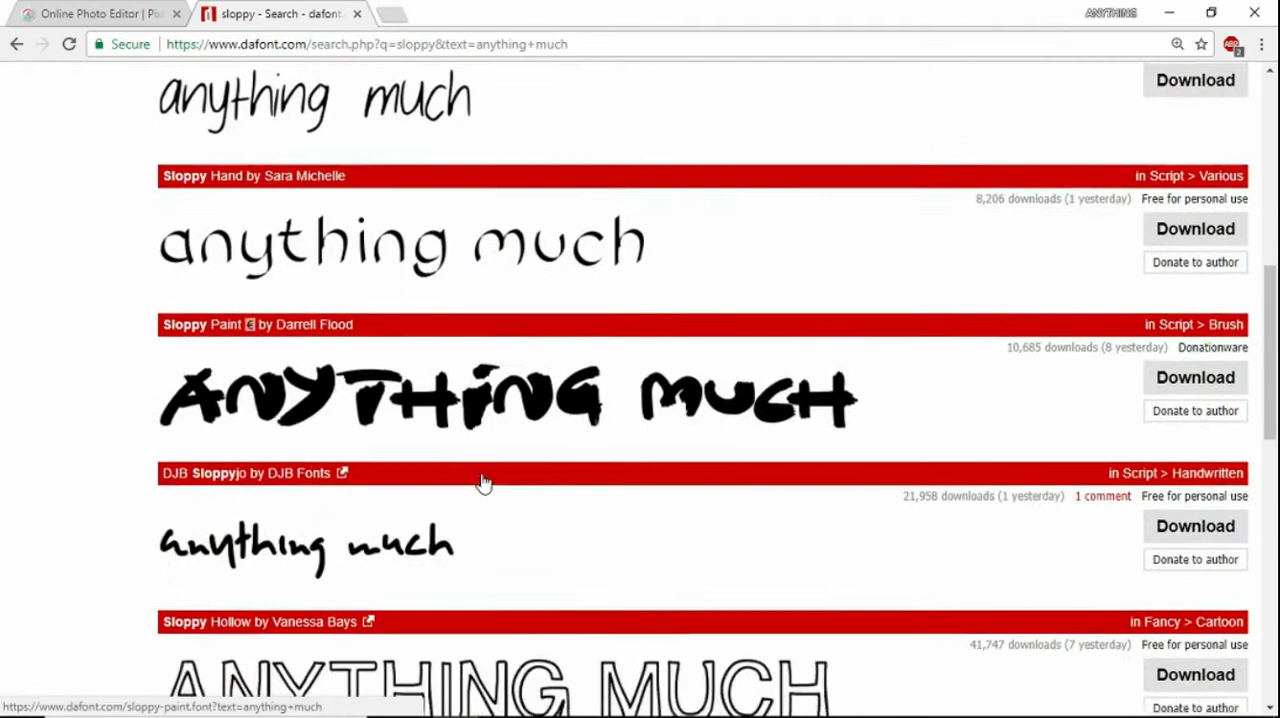 Online Photo Editor | Pix
sloppy - Search - dafont.
ANYTHING
Secure
https://www.dafont.com/search.php?q=sloppy&text=anything+much
ABP
2
anything much
Download
Sloppy Hand by Sara Michelle
in Script > Various
8,206 downloads (1 yesterday) Free for personal use
anything much
Download
Donate to author
Sloppy Paint € by Darrell Flood
in Script > Brush
10,685 downloads (8 yesterday) Donationware
ANYTHING MUCH
Download
Donate to author
DJB Sloppyjo by DJB Fonts
in Script > Handwritten
21,958 downloads (1 yesterday) 1 comment Free for personal use
anything much
Download
Donate to author
Sloppy Hollow by Vanessa Bays
in Fancy > Cartoon
41,747 downloads (7 yesterday) Free for personal use
ANYTHING MUCH
Download
Donate to author
https://www.dafont.com/sloppy-paint.font?text=anything+much